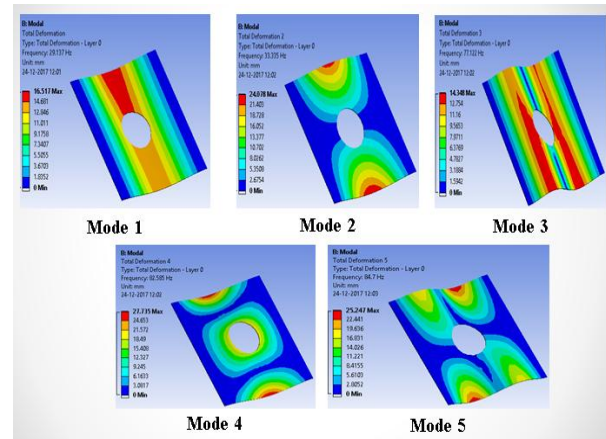 B: Modal
Total Deformation
Type: Total Deformation - Layer 0
Frequency: 29.137 Hz
Unit: mm
24-12-2017 12:01
16.517 Max
14.681
12.846
11.011
9.1758
7.3407
5.5055
3.6703
1.8352
0 Min
Mode 1
B: Modal
Total Deformation 2
Type: Total Deformation - Layer 0
Frequency: 33.335 Hz
Unit: mm
24-12-2017 12:02
24.078 Max
21.403
18.728
16.052
13.377
10.702
8.0262
5.3508
2.6754
0 Min
Mode 2
B: Modal
Total Deformation 3
Type: Total Deformation - Layer 0
Frequency: 77.122 Hz
Unit: mm
24-12-2017 12:02
14.348 Max
12.754
11.16
9.5653
7.9711
6.3769
4.7827
3.1884
1.5942
0 Min
Mode 3
B: Modal
Total Deformation 4
Type: Total Deformation - Layer 0
Frequency: 82.585 Hz
Unit: mm
24-12-2017 12:03
27.735 Max
24.653
21.572
18.49
15.408
12.327
9.245
6.1633
3.0817
0 Min
Mode 4
B: Modal
Total Deformation 5
Type: Total Deformation - Layer 0
Frequency: 84.7 Hz
Unit: mm
24-12-2017 12:03
25.247 Max
22.441
19.636
16.831
14.026
11.221
8.4155
5.6103
2.8052
0 Min
Mode 5